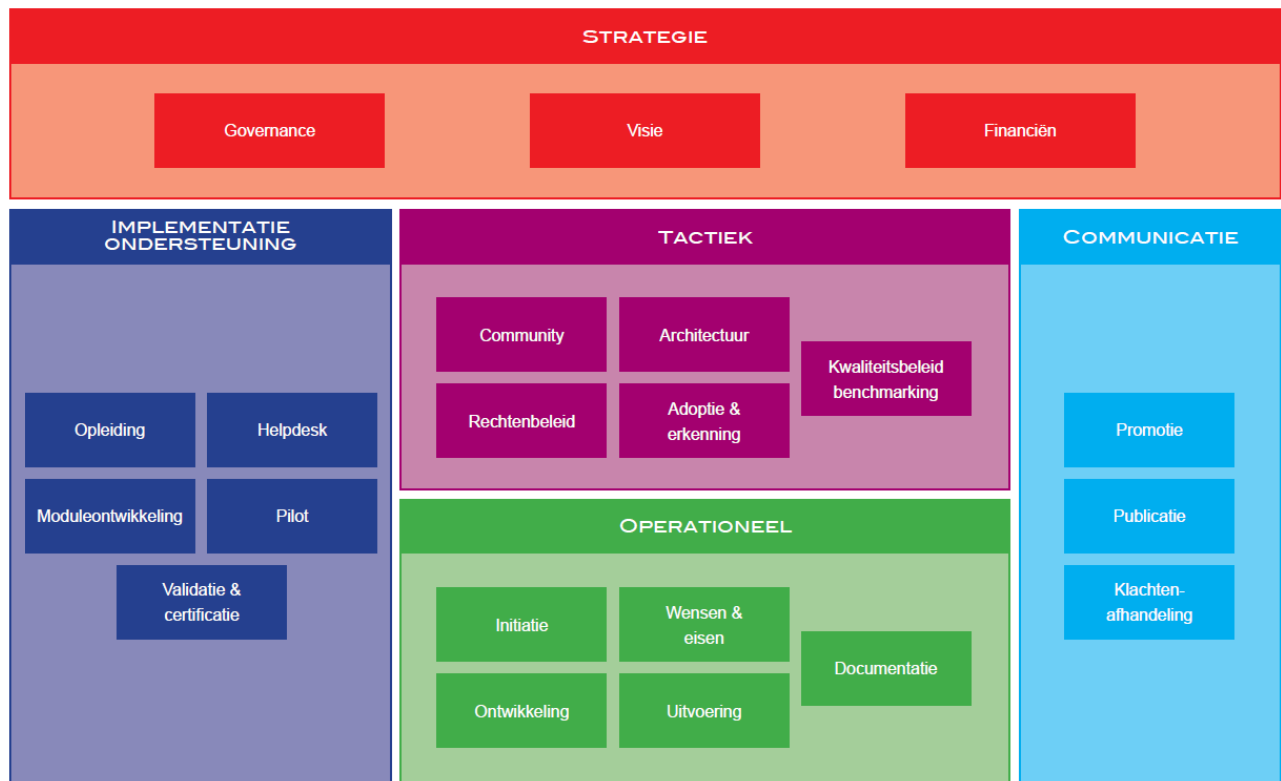 STRATEGIE
Governance
Visie
Financiën
IMPLEMENTATIE
ONDERSTEUNING
Opleiding
Helpdesk
Moduleontwikkeling
Pilot
Validatie &
certificatie
TACTIEK
Community
Architectuur
Kwaliteitsbeleid
benchmarking
Rechtenbeleid
Adoptie &
erkenning
OPERATIONEEL
Initiatie
Wensen &
eisen
Documentatie
Ontwikkeling
Uitvoering
COMMUNICATIE
Promotie
Publicatie
Klachten-
afhandeling